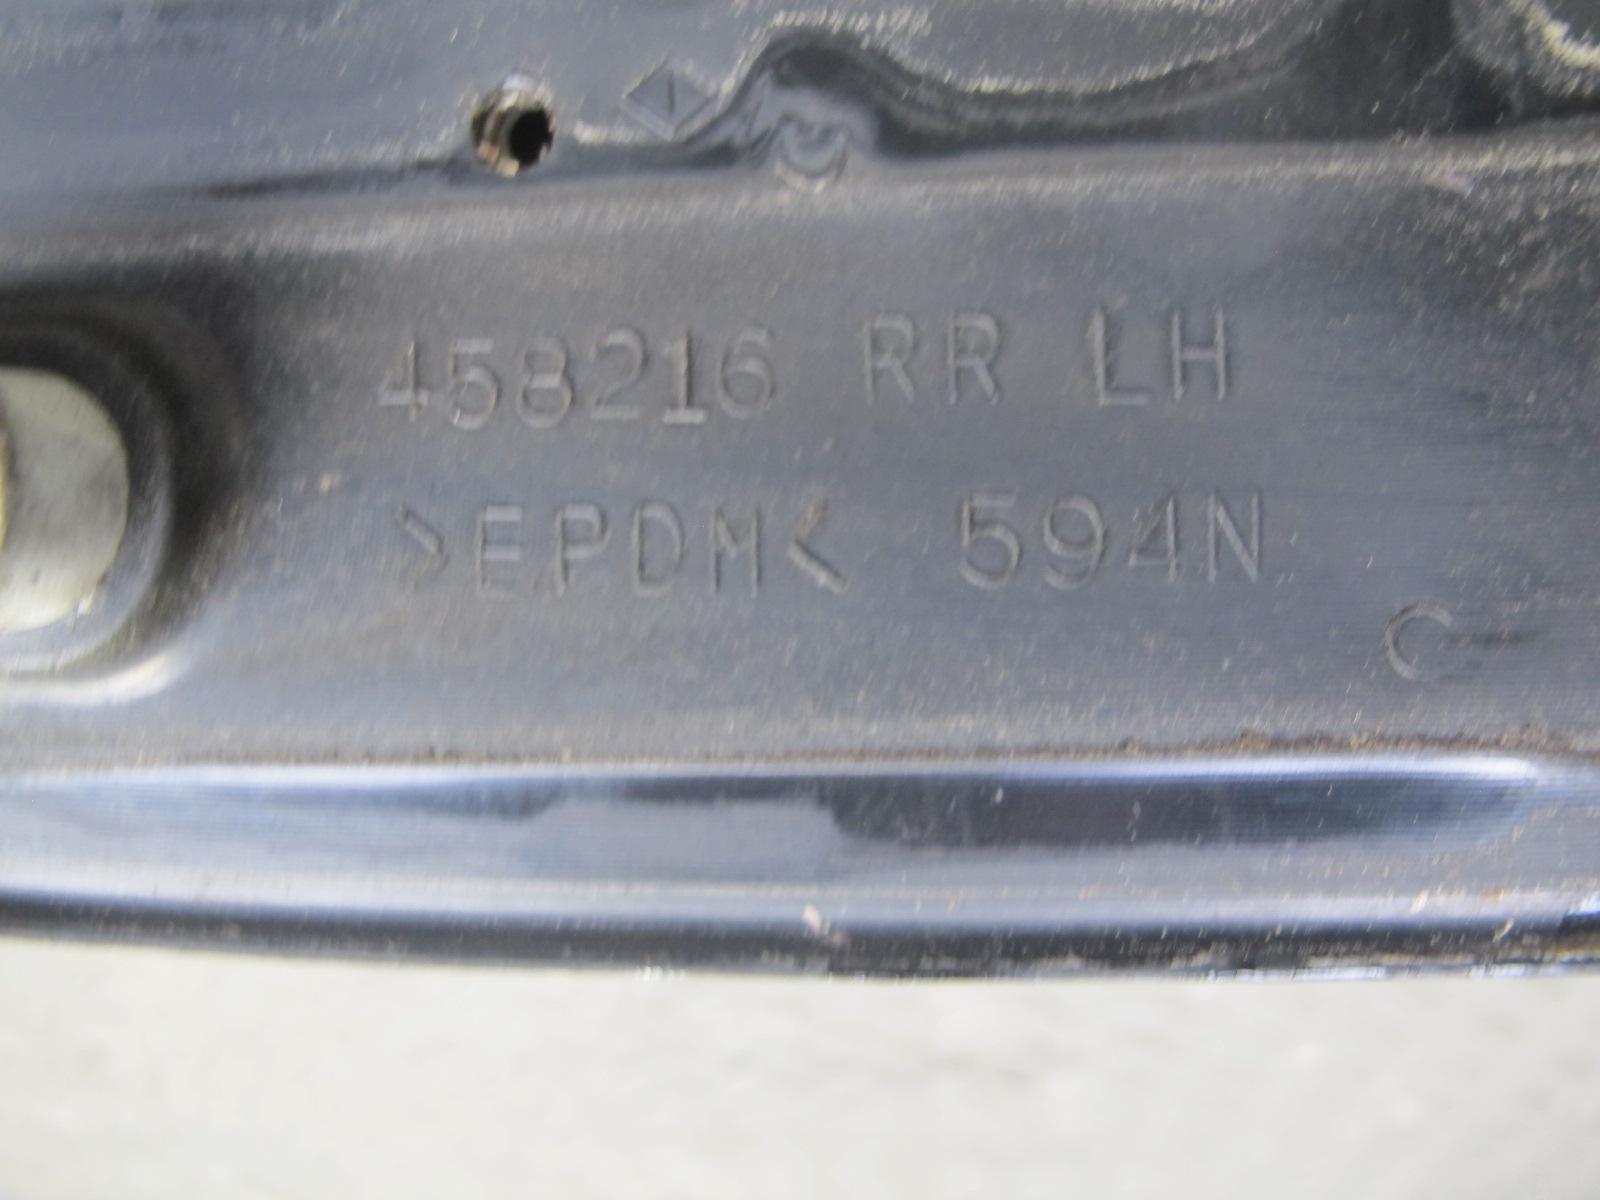 458216 RR LH
>EPDM< 594N
C